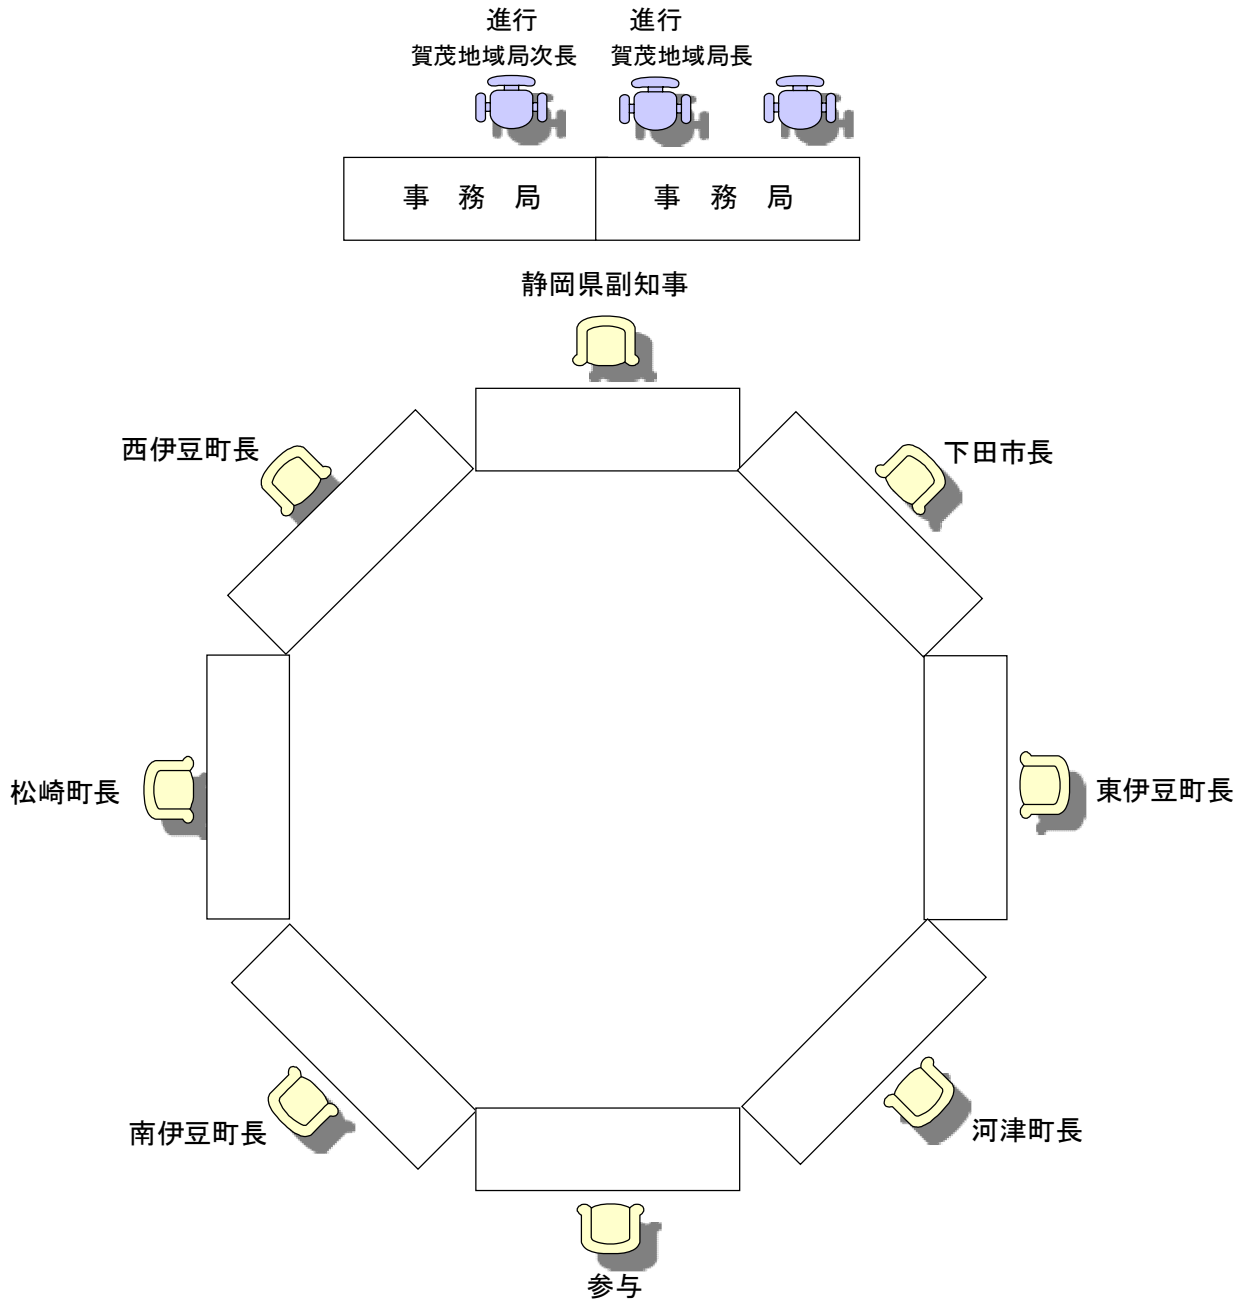 進行
進行
賀茂地域局次長
賀茂地域局長
事 務 局
事 務 局
静岡県副知事
西伊豆町長
下田市長
松崎町長
東伊豆町長
南伊豆町長
河津町長
参与